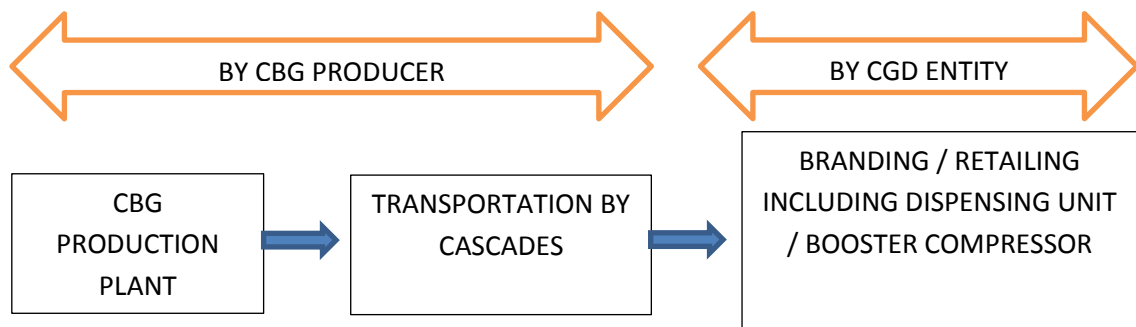 BY CBG PRODUCER
BY CGD ENTITY
CBG
PRODUCTION
PLANT
TRANSPORTATION BY
CASCADES
BRANDING / RETAILING
INCLUDING DISPENSING UNIT
/ BOOSTER COMPRESSOR